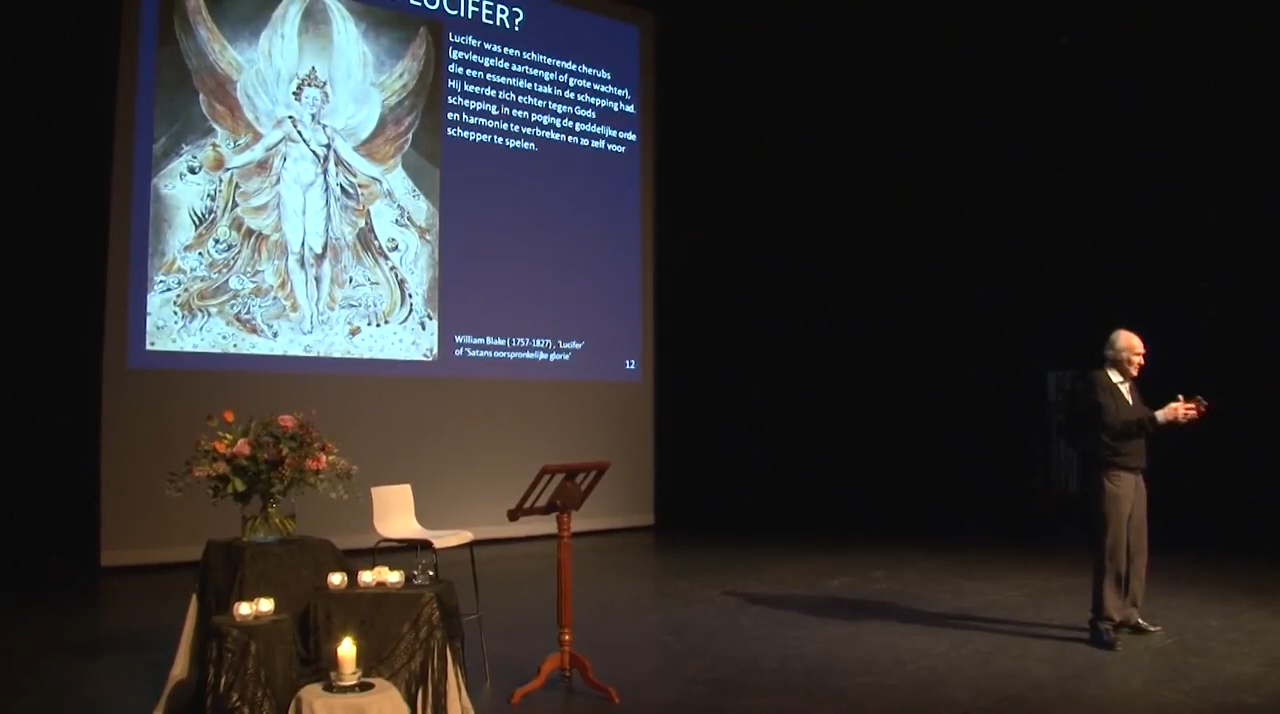 LUCIFER?
Lucifer was een schitterende cherubs
(gevleugelde aartsengel of grote wachter),
die een essentiële taak in de schepping had.
Hij keerde zich echter tegen Gods
schepping, in een poging de goddelijke orde
en harmonie te verbreken en zo zelf voor
schepper te spelen.
William Blake ( 1757-1827) , 'Lucifer'
of 'Satans oorspronkelijke glorie'
12